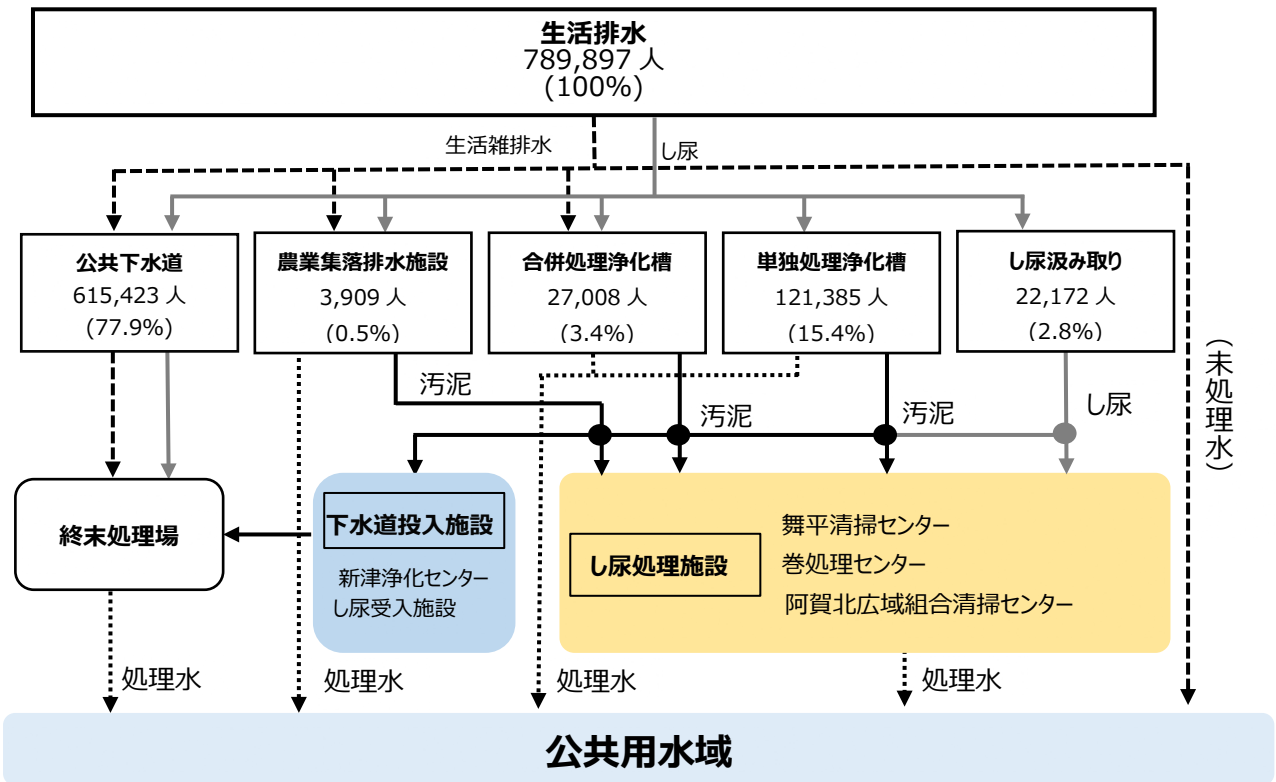 生活排水
789,897 人
(100%)
生活雑排水
し尿
公共下水道
615,423 人
(77.9%)
農業集落排水施設
3,909 人
(0.5%)
合併処理浄化槽
27,008 人
(3.4%)
単独処理浄化槽
121,385 人
(15.4%)
し尿汲み取り
22,172 人
(2.8%)
（未処理水）
汚泥
汚泥
汚泥
し尿
終末処理場
下水道投入施設
新津浄化センター
し尿受入施設
し尿処理施設
舞平清掃センター
巻処理センター
阿賀北広域組合清掃センター
処理水
処理水
処理水
処理水
公共用水域